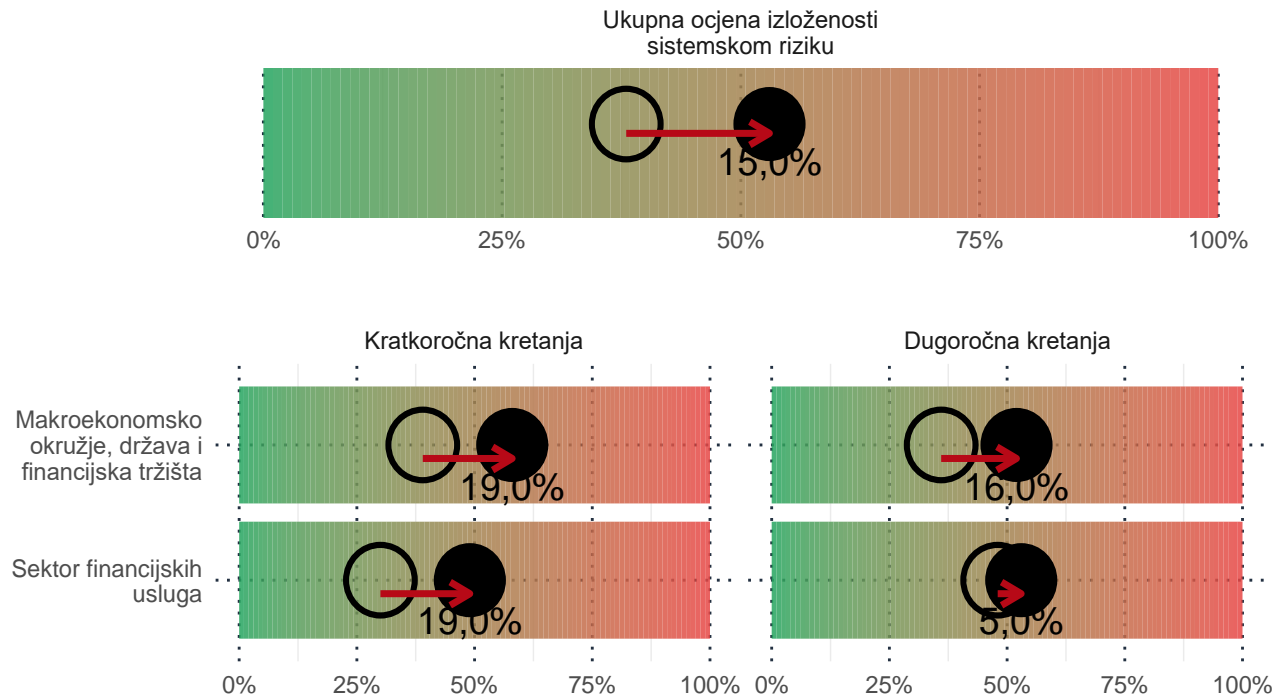 Ukupna ocjena izloženosti
sistemskom riziku
15,0%
0% 25% 50% 75% 100%
Kratkoročna kretanja Dugoročna kretanja
Makroekonomsko
okružje, država i
financijska tržišta
19,0% 16,0%
Sektor financijskih
usluga
19,0% 5,0%
0% 25% 50% 75% 100% 0% 25% 50% 75% 100%